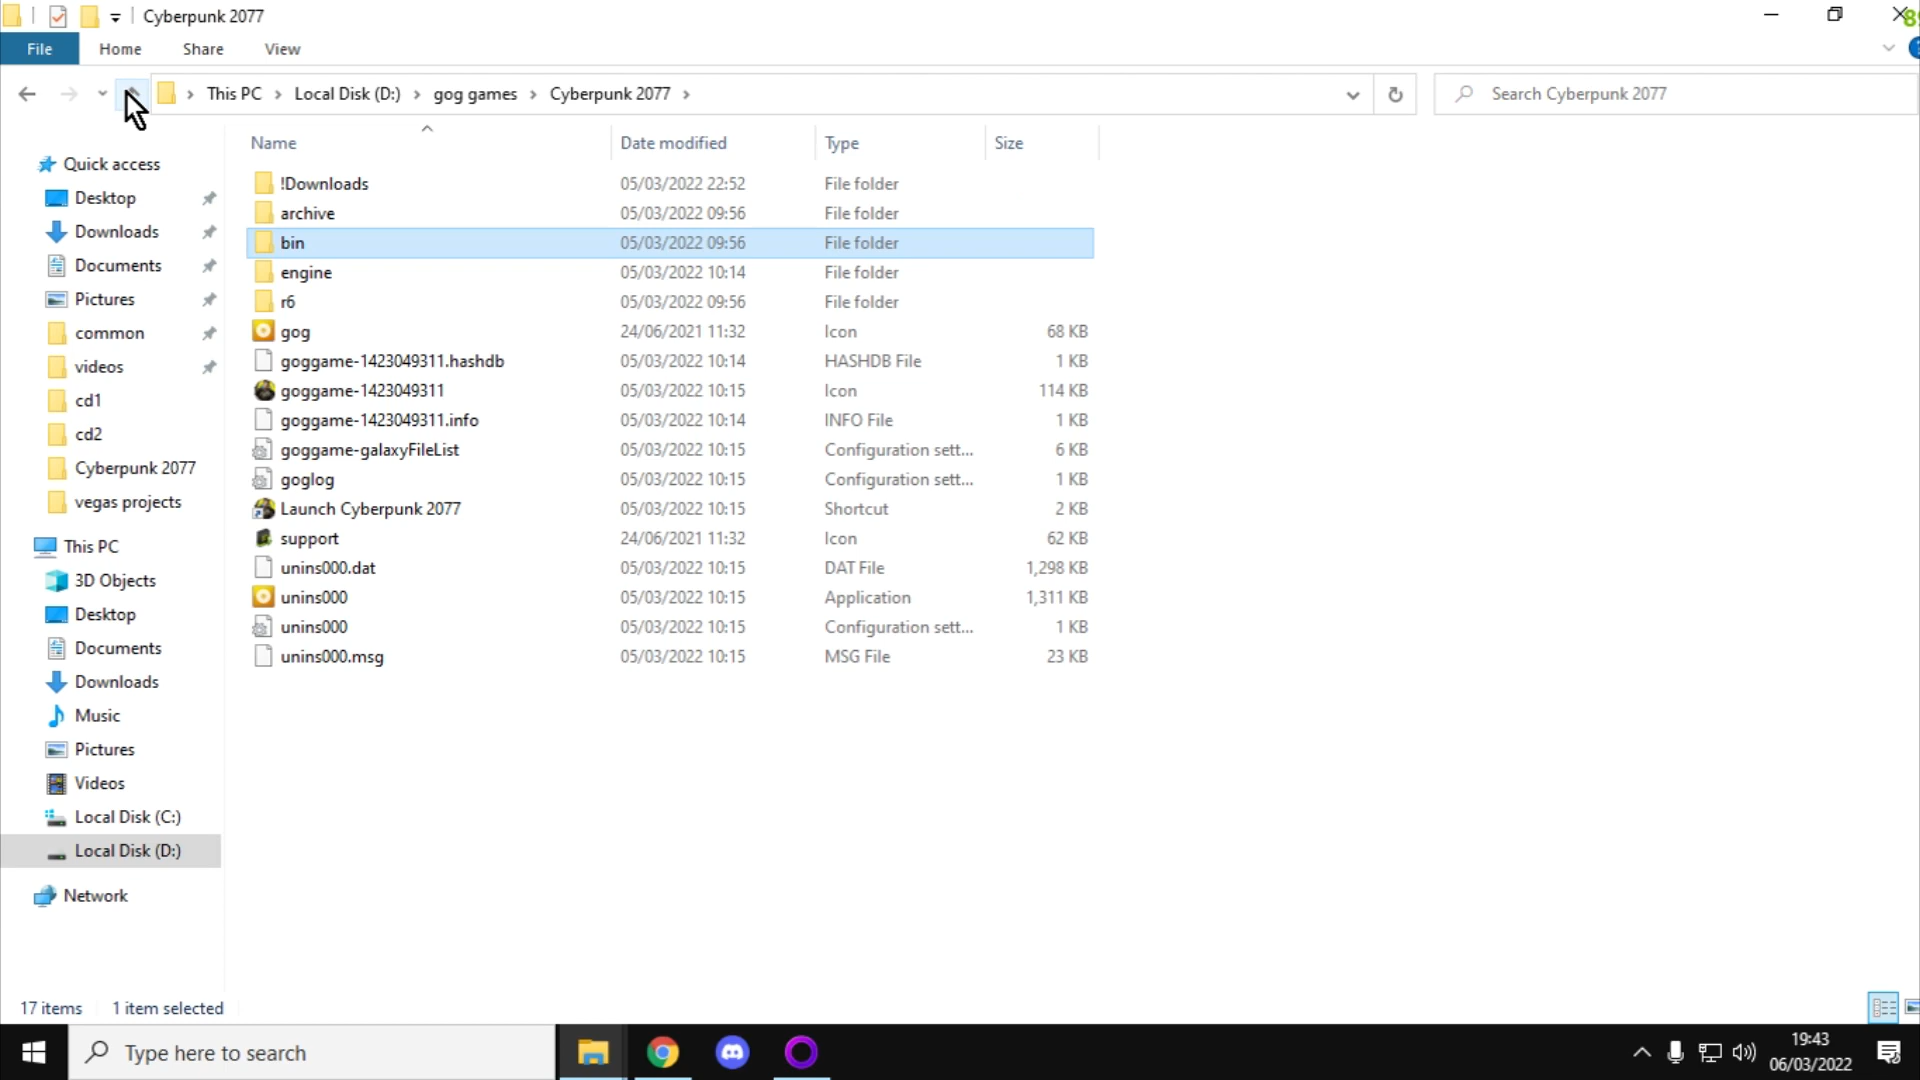 Cyberpunk 2077
File Home Share View
This PC Local Disk (D:) gog games Cyberpunk 2077 Search Cyberpunk 2077
Name Date modified Type Size
Quick access
Desktop
Downloads
Documents
Pictures
common
videos
cd1
cd2
Cyberpunk 2077
vegas projects
This PC
3D Objects
Desktop
Documents
Downloads
Music
Pictures
Videos
Local Disk (C:)
Local Disk (D:)
Network
!Downloads 05/03/2022 22:52 File folder
archive 05/03/2022 09:56 File folder
bin 05/03/2022 09:56 File folder
engine 05/03/2022 10:14 File folder
r6 05/03/2022 09:56 File folder
gog 24/06/2021 11:32 Icon 68 KB
goggame-1423049311.hashdb 05/03/2022 10:14 HASHDB File 1 KB
goggame-1423049311 05/03/2022 10:15 Icon 114 KB
goggame-1423049311.info 05/03/2022 10:14 INFO File 1 KB
goggame-galaxyFileList 05/03/2022 10:15 Configuration sett... 6 KB
goglog 05/03/2022 10:15 Configuration sett... 1 KB
Launch Cyberpunk 2077 05/03/2022 10:15 Shortcut 2 KB
support 24/06/2021 11:32 Icon 62 KB
unins000.dat 05/03/2022 10:15 DAT File 1,298 KB
unins000 05/03/2022 10:15 Application 1,311 KB
unins000 05/03/2022 10:15 Configuration sett... 1 KB
unins000.msg 05/03/2022 10:15 MSG File 23 KB
17 items 1 item selected
Type here to search
19:43
06/03/2022